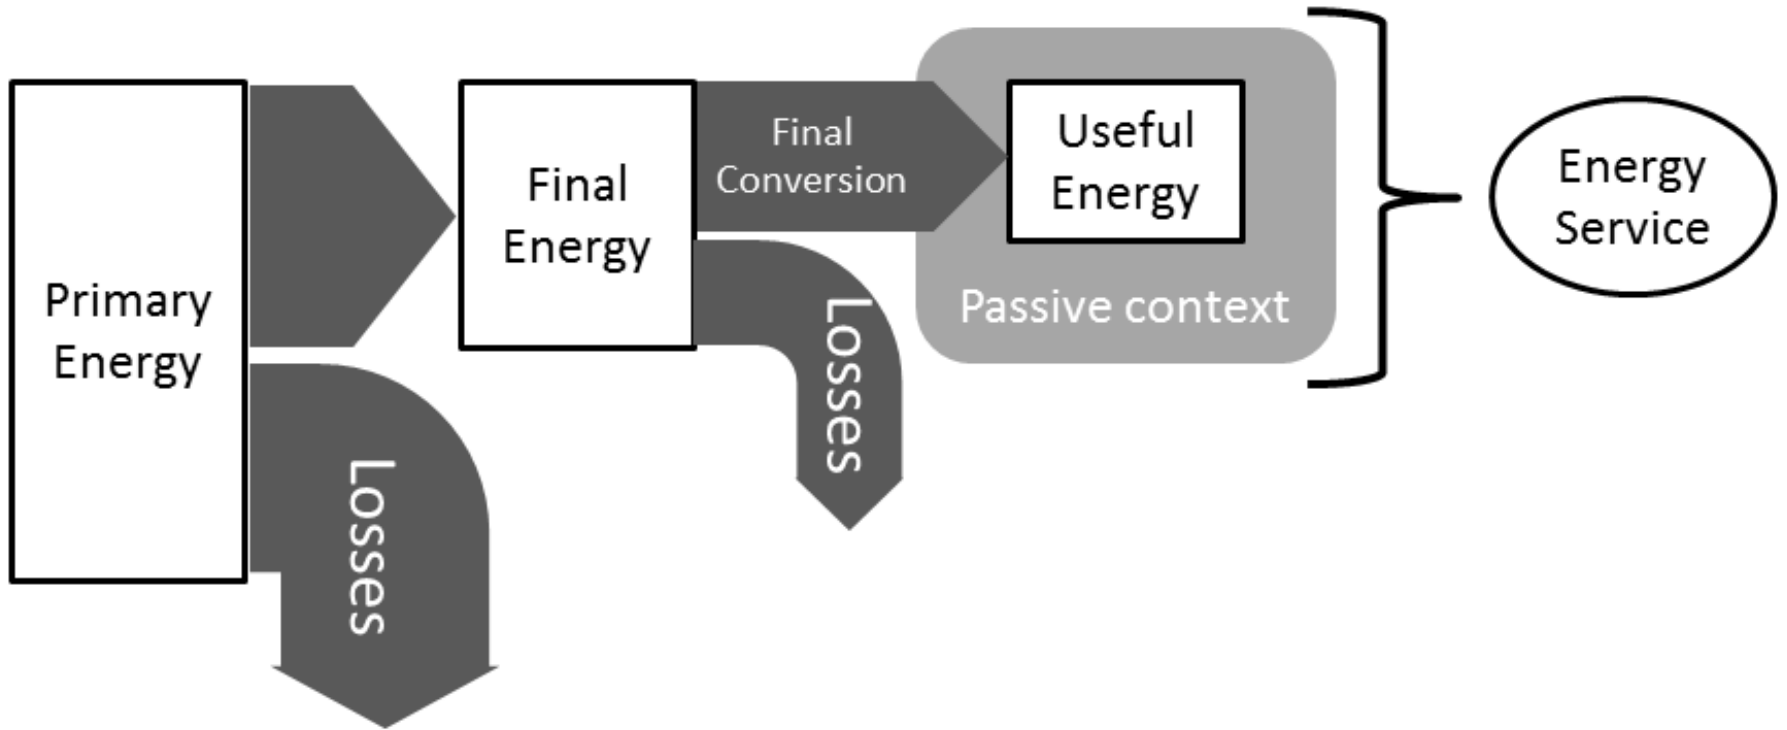 Primary
Energy
Losses
Final
Energy
Final
Conversion
Losses
Useful
Energy
Passive context
Energy
Service